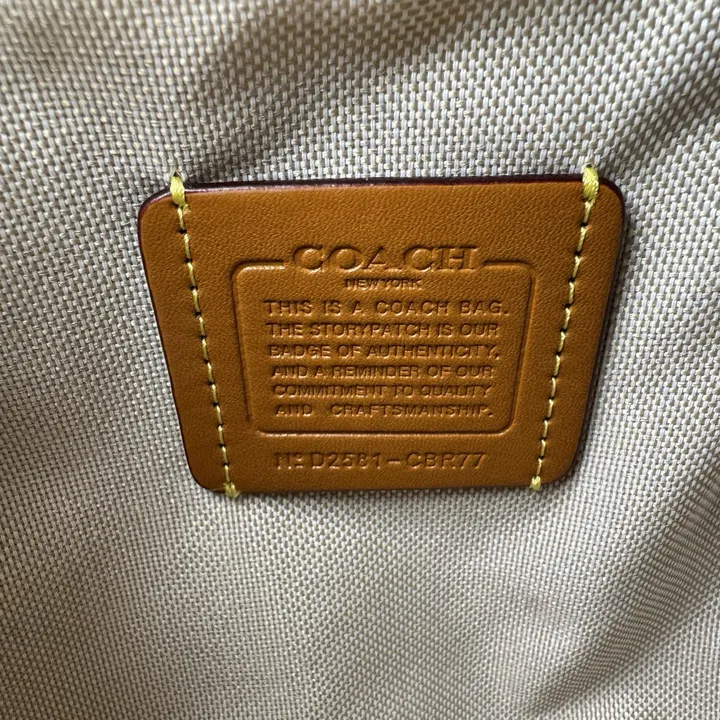 COACH
NEW YORK
THIS IS A COACH BAG.
THE STORYPATCH IS OUR
BADGE OF AUTHENTICITY,
AND A REMINDER OF OUR
COMMITMENT TO QUALITY
AND CRAFTSMANSHIP.
Nº D2581-CBR77